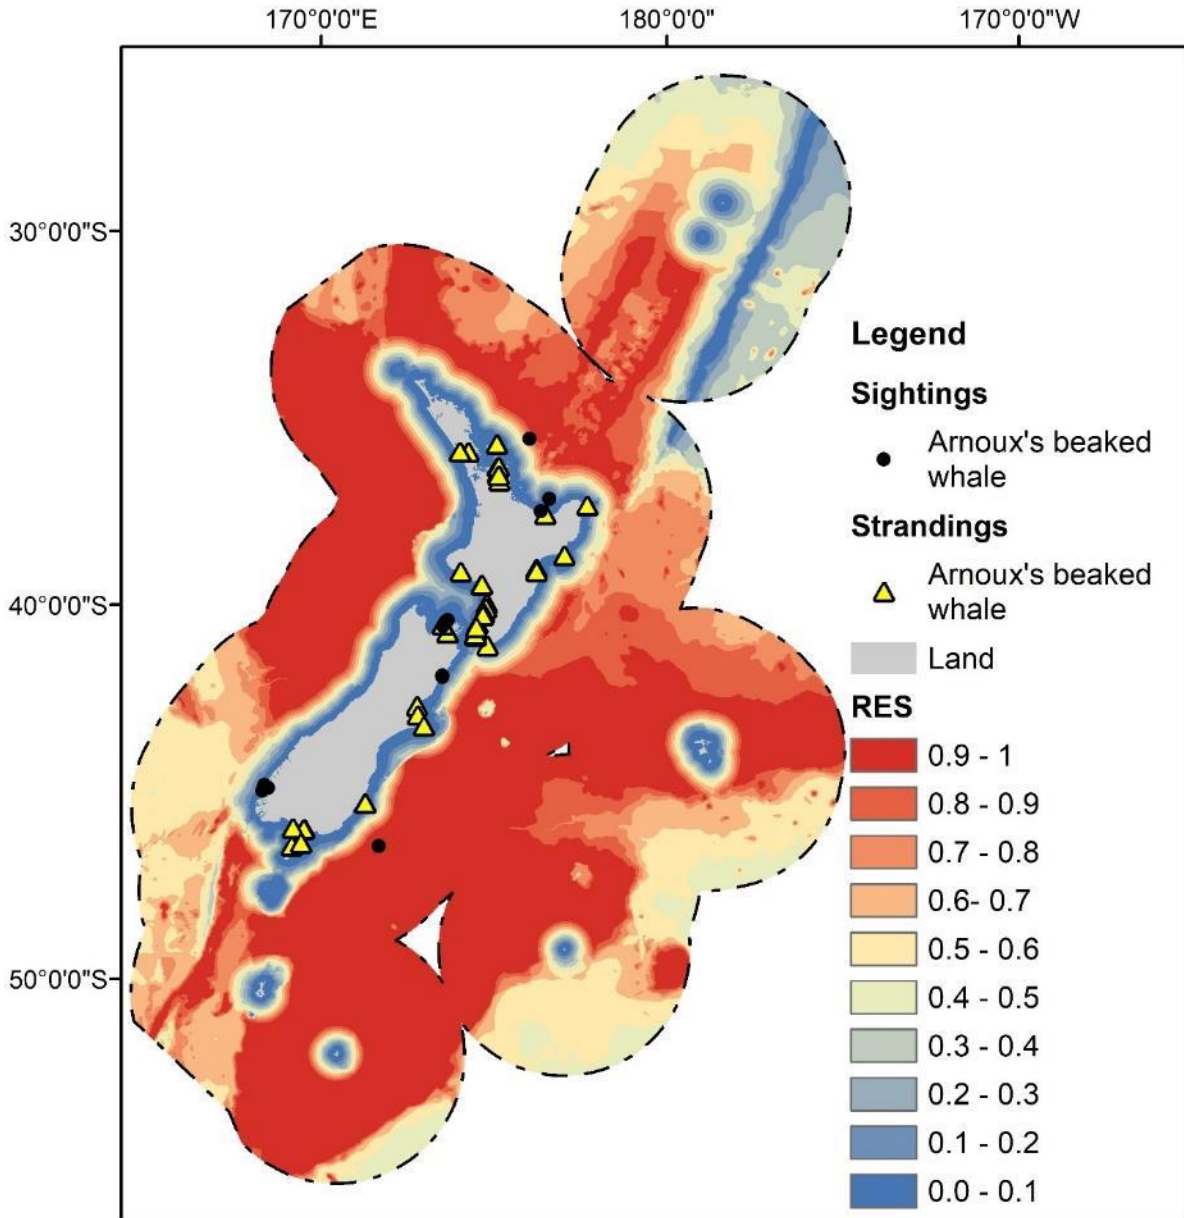 170°0'0"E
180°0'0"
170°0'0"W
30°0'0"S
40°0'0"S
50°0'0"S
Legend
Sightings
Arnoux's beaked
whale
Strandings
Arnoux's beaked
whale
Land
RES
0.9 - 1
0.8 - 0.9
0.7 - 0.8
0.6- 0.7
0.5 - 0.6
0.4 - 0.5
0.3 - 0.4
0.2 - 0.3
0.1 - 0.2
0.0 - 0.1